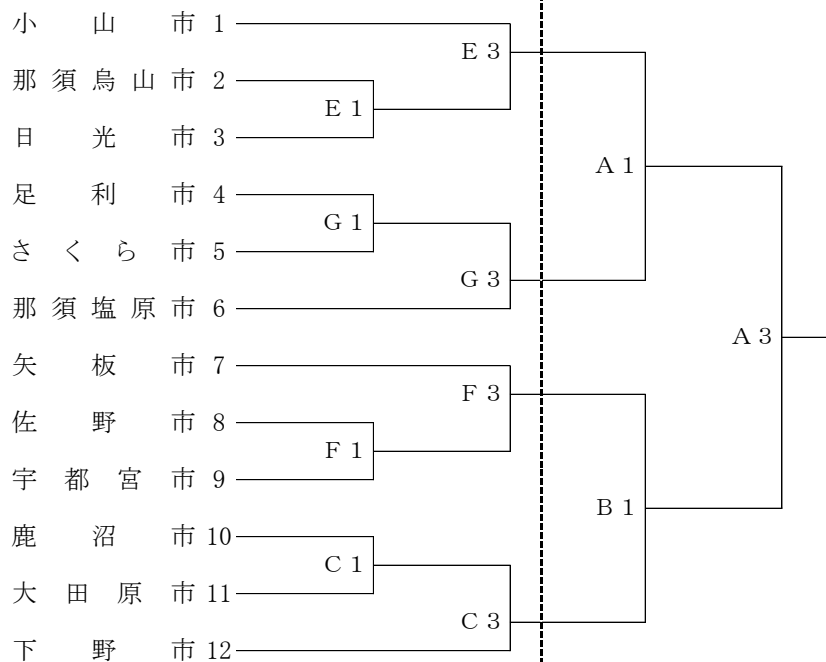 小山市 1
E 3
那須烏山市 2
E 1
日光市 3
A 1
足利市 4
G 1
さくら市 5
G 3
那須塩原市 6
A 3
矢板市 7
F 3
佐野市 8
F 1
宇都宮市 9
B 1
鹿沼市 10
C 1
大田原市 11
C 3
下野市 12